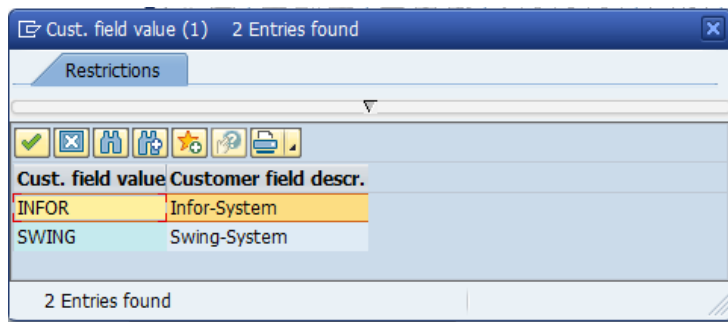 Cust. field value (1) 2 Entries found
Restrictions
Cust. field value Customer field descr.
INFOR Infor-System
SWING Swing-System
2 Entries found